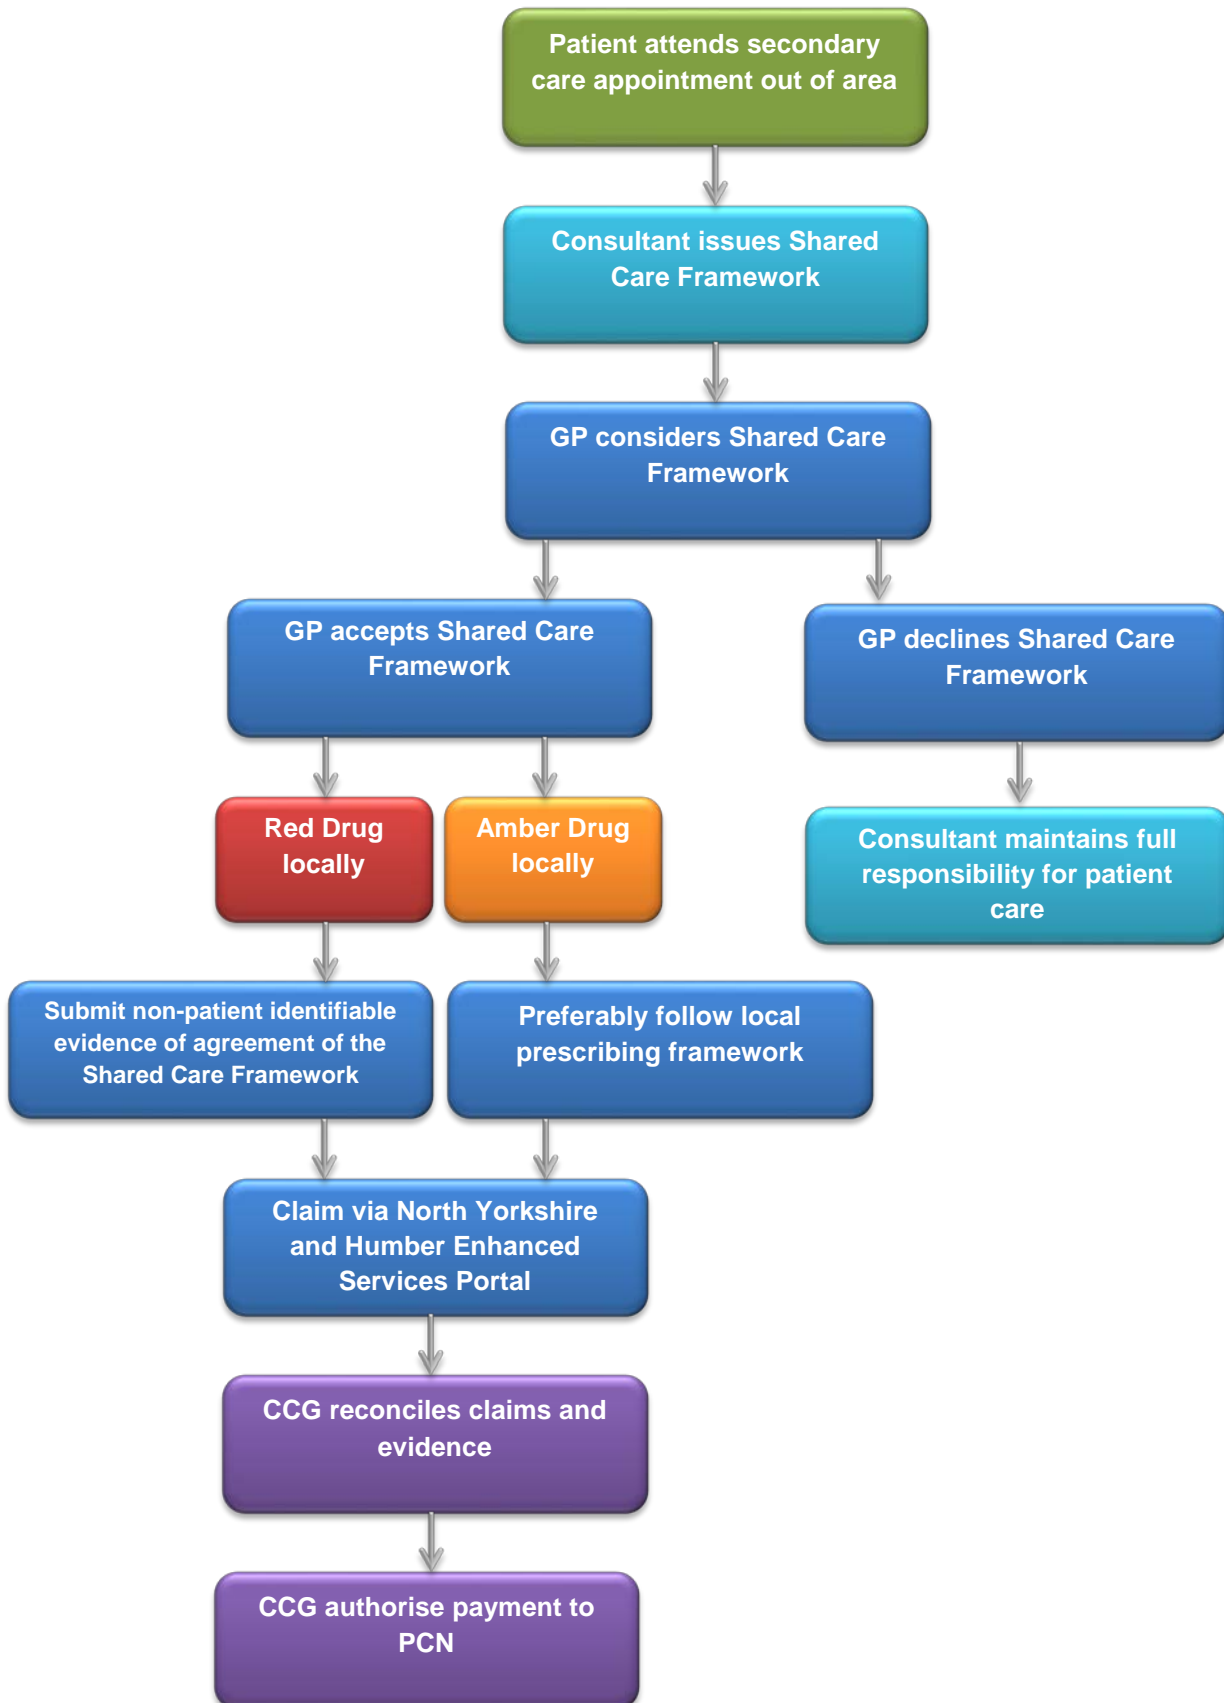 Patient attends secondary
care appointment out of area
Consultant issues Shared
Care Framework
GP considers Shared Care
Framework
GP accepts Shared Care
Framework
GP declines Shared Care
Framework
Red Drug
locally
Amber Drug
locally
Consultant maintains full
responsibility for patient
care
Submit non-patient identifiable
evidence of agreement of the
Shared Care Framework
Preferably follow local
prescribing framework
Claim via North Yorkshire
and Humber Enhanced
Services Portal
CCG reconciles claims and
evidence
CCG authorise payment to
PCN